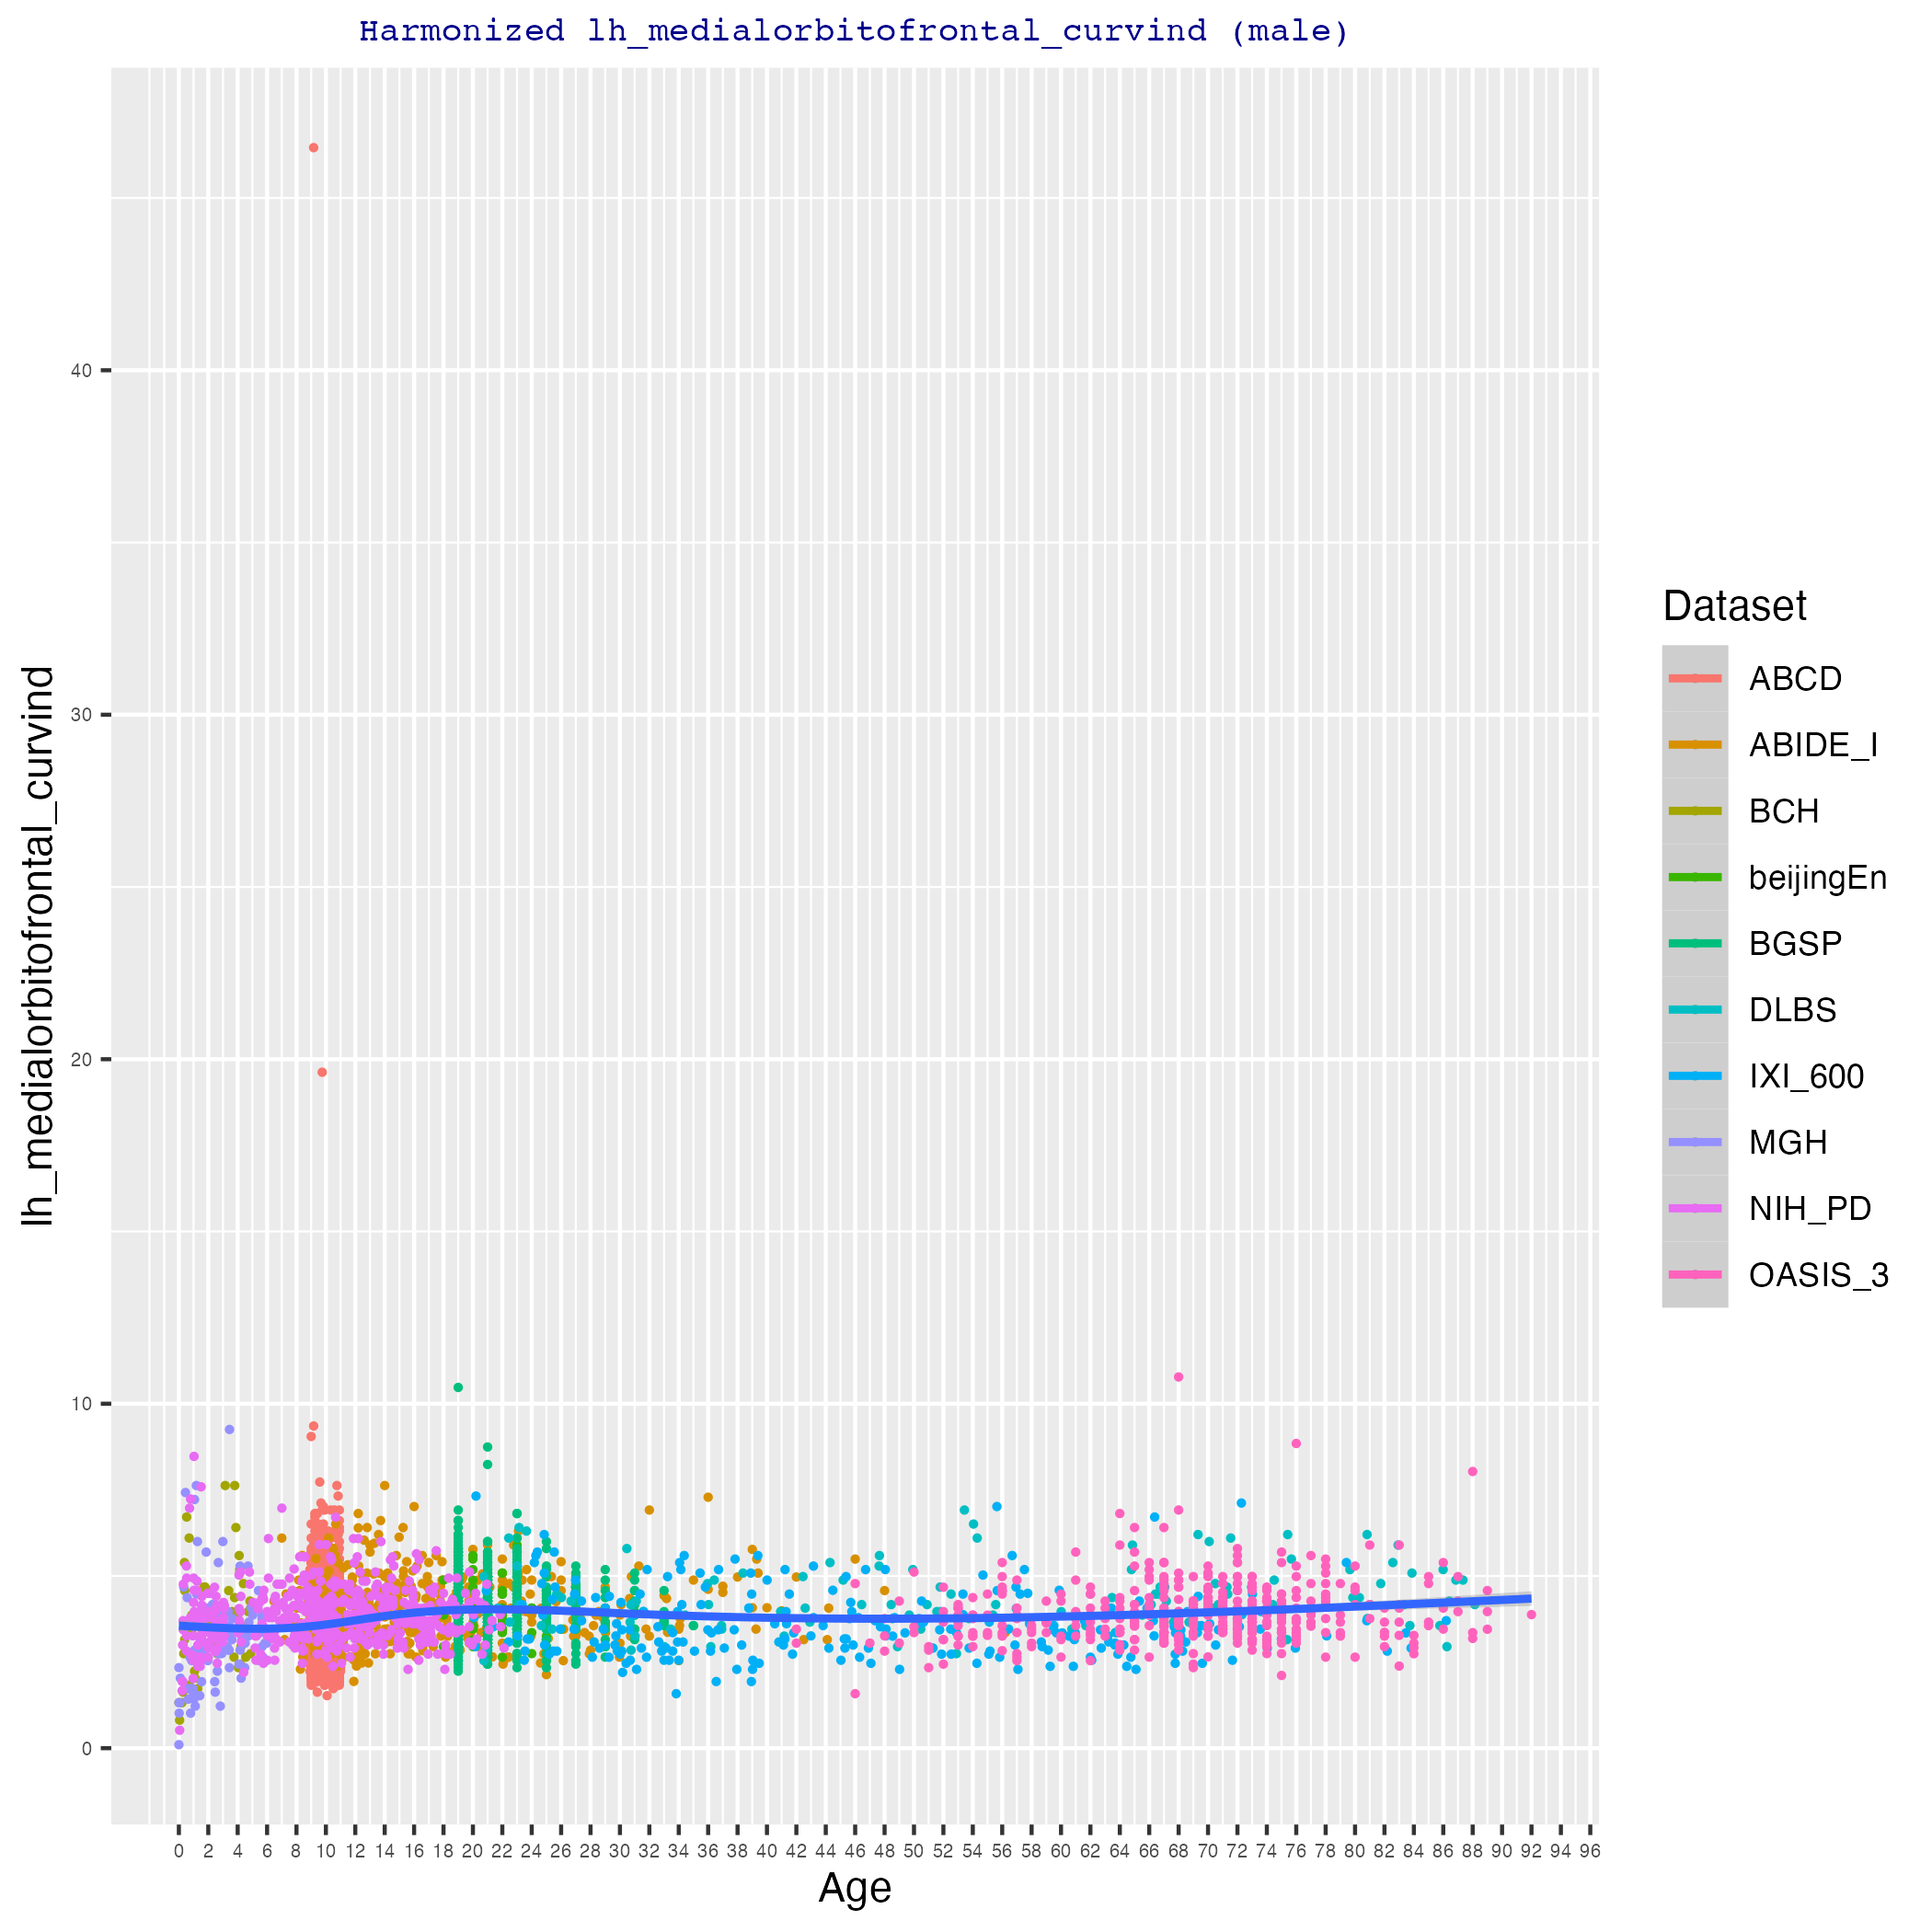 Harmonized lh_medialorbitofrontal_curvind (male)
lh_medialorbitofrontal_curvind
40
30
20
10
0
0 2 4 6 8 10 12 14 16 18 20 22 24 26 28 30 32 34 36 38 40 42 44 46 48 50 52 54 56 58 60 62 64 66 68 70 72 74 76 78 80 82 84 86 88 90 92 94 96
Age
Dataset
ABCD
ABIDE_I
BCH
beijingEn
BGSP
DLBS
IXI_600
MGH
NIH_PD
OASIS_3